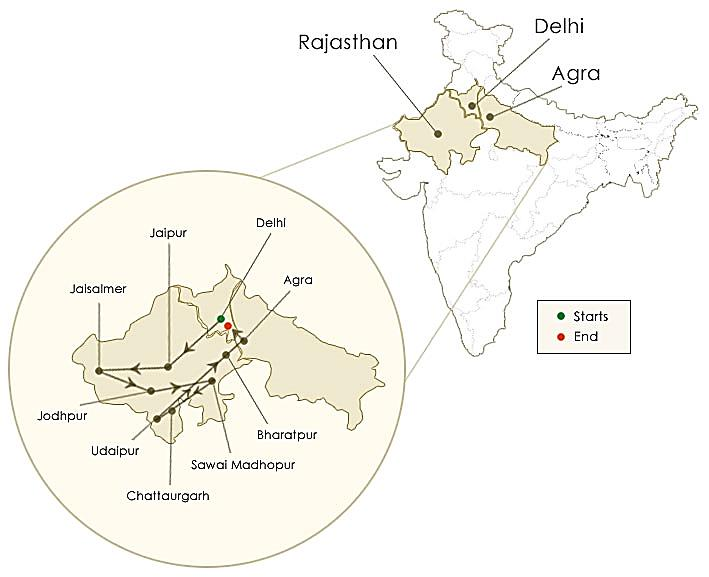 Delhi
Rajasthan
Agra
Delhi
Jaipur
Agra
Jaisalmer
Starts
End
Jodhpur
Bharatpur
Udaipur
Sawai Madhopur
Chattaurgarh